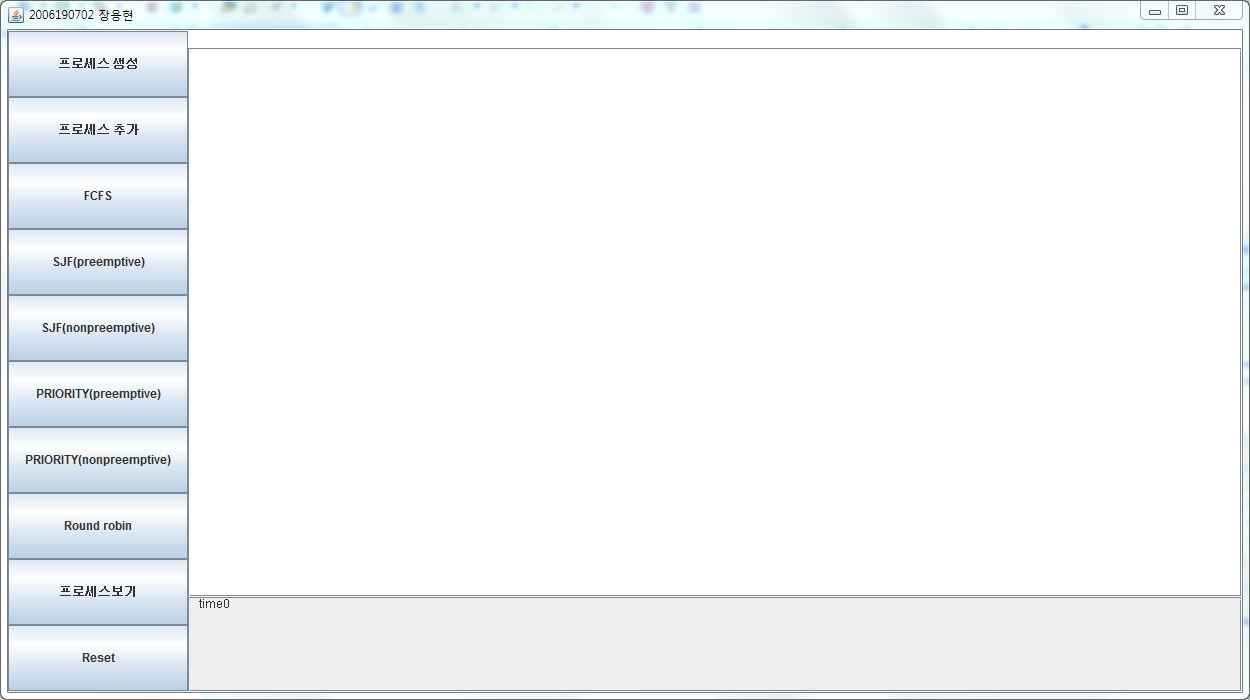 2006190702 장용현
프로세스 생성
프로세스 추가
FCFS
SJF(preemptive)
SJF(nonpreemptive)
PRIORITY(preemptive)
PRIORITY(nonpreemptive)
Round robin
프로세스보기
Reset
time0